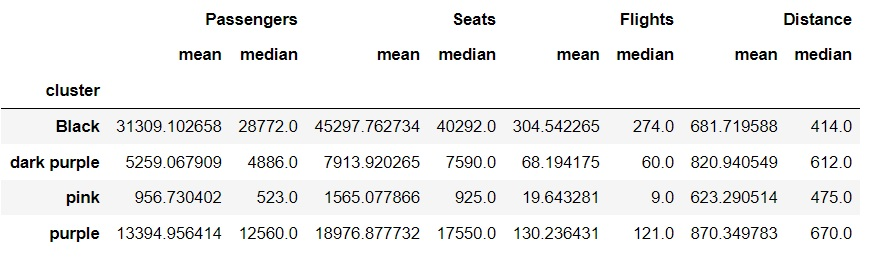 Passengers Seats Flights Distance
mean median mean median mean median mean median
cluster
Black 31309.102658 28772.0 45297.762734 40292.0 304.542265 274.0 681.719588 414.0
dark purple 5259.067909 4886.0 7913.920265 7590.0 68.194175 60.0 820.940549 612.0
pink 956.730402 523.0 1565.077866 925.0 19.643281 9.0 623.290514 475.0
purple 13394.956414 12560.0 18976.877732 17550.0 130.236431 121.0 870.349783 670.0